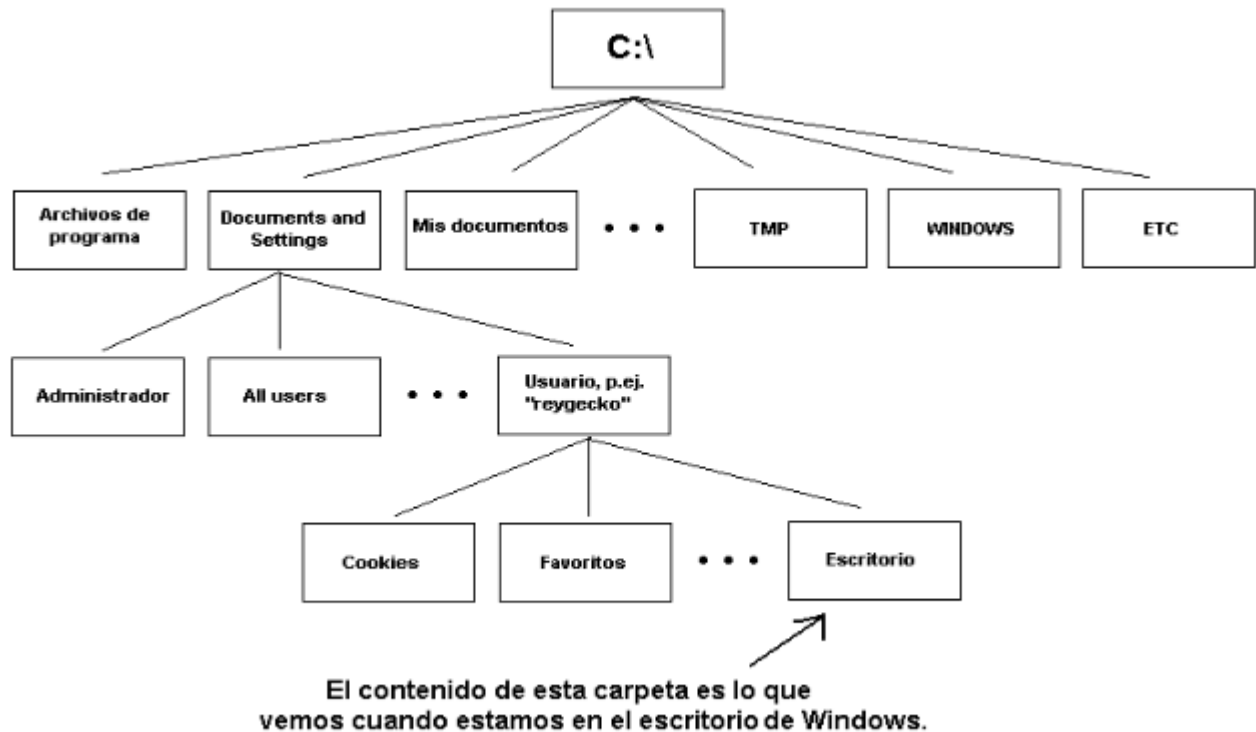 C:\
Archivos de
programa
Documents and
Settings
Mis documentos
• • •
TMP
WINDOWS
ETC
Administrador
All users
• • •
Usuario, p.ej.
"reygecko"
Cookies
Favoritos
• • •
Escritorio
El contenido de esta carpeta es lo que
vemos cuando estamos en el escritorio de Windows.